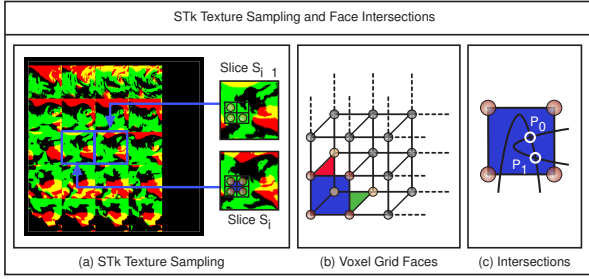 STk Texture Sampling and Face Intersections
Slice S i 1
Slice S i
P 0
P 1
(a) STk Texture Sampling
(b) Voxel Grid Faces
(c) Intersections